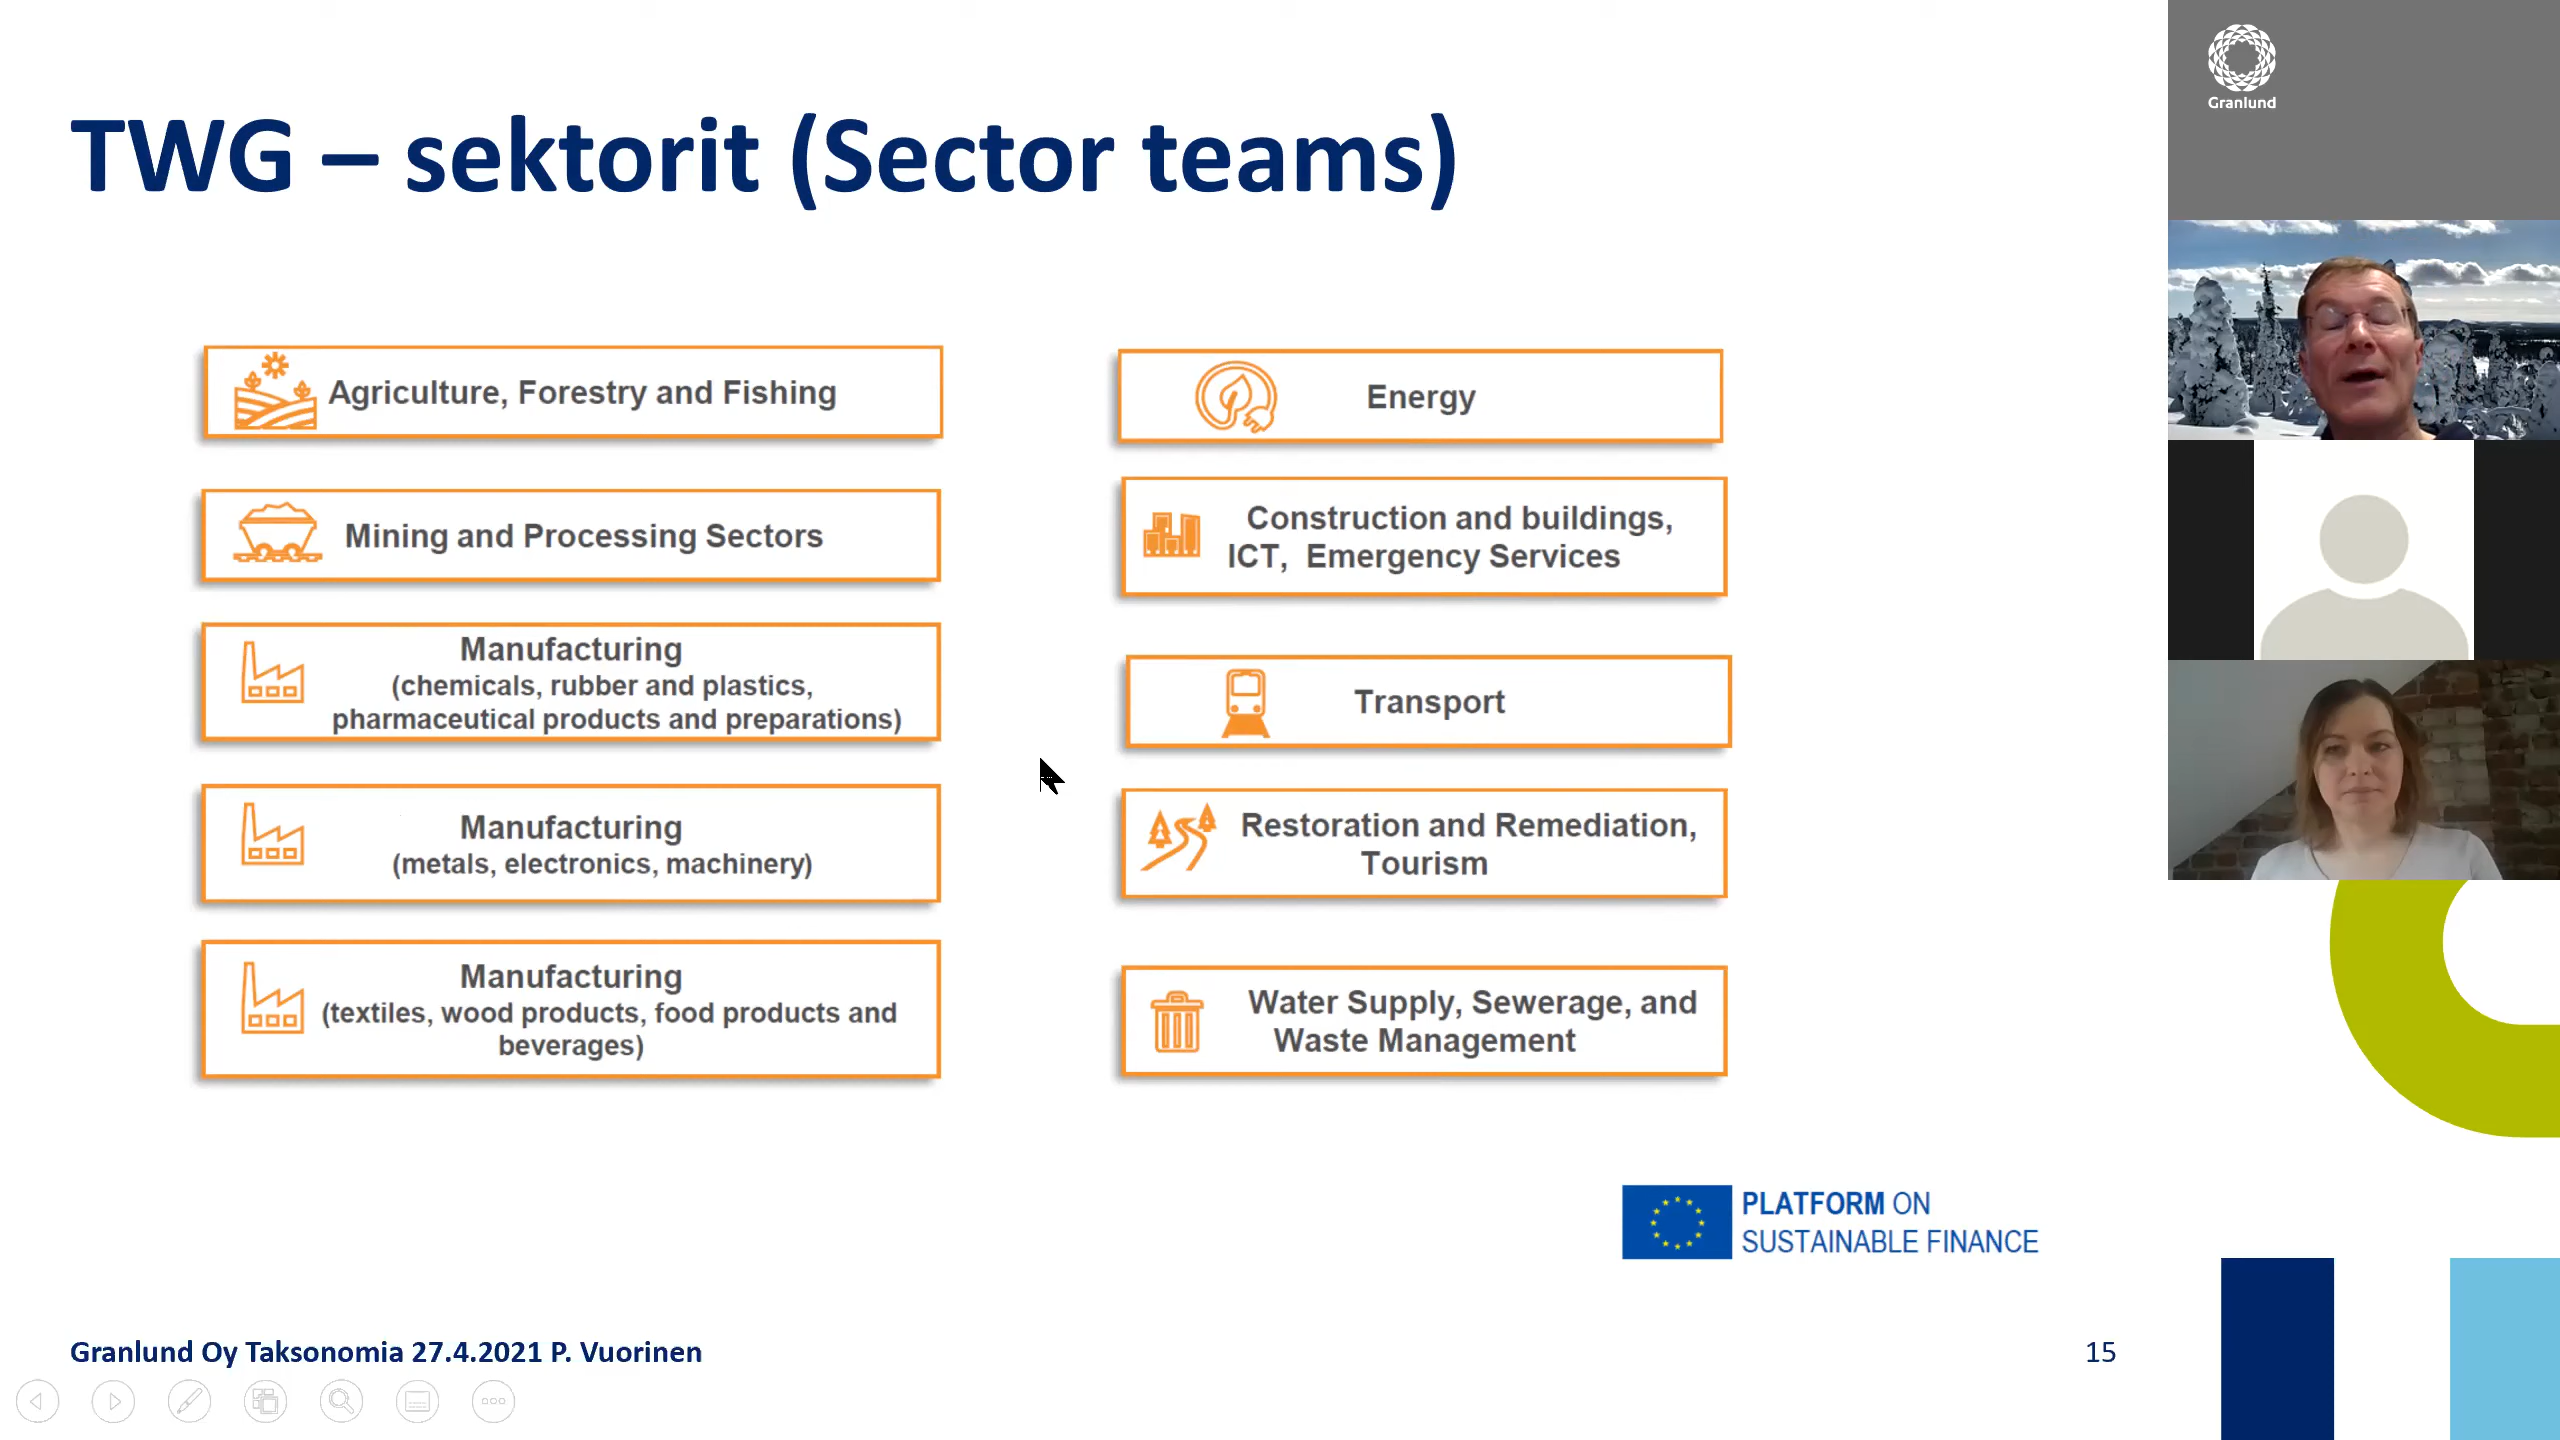 TWG – sektorit (Sector teams)
Agriculture, Forestry and Fishing
Mining and Processing Sectors
Manufacturing
(chemicals, rubber and plastics,
pharmaceutical products and preparations)
Manufacturing
(metals, electronics, machinery)
Manufacturing
(textiles, wood products, food products and
beverages)
Energy
Construction and buildings,
ICT, Emergency Services
Transport
Restoration and Remediation,
Tourism
Water Supply, Sewerage, and
Waste Management
PLATFORM ON
SUSTAINABLE FINANCE
Granlund Oy Taksonomia 27.4.2021 P. Vuorinen
15
Granlund